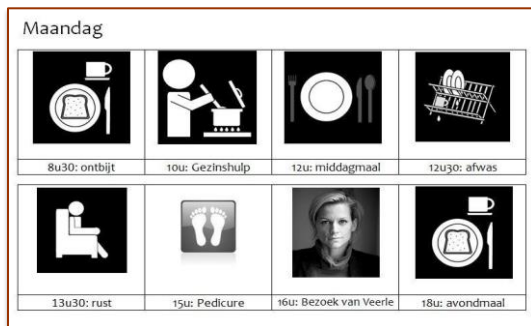 Maandag
8u30: ontbijt
10u: Gezinshulp
12u: middagmaal
12u30: afwas
13u30: rust
15u: Pedicure
16u: Bezoek van Veerle
18u: avondmaal